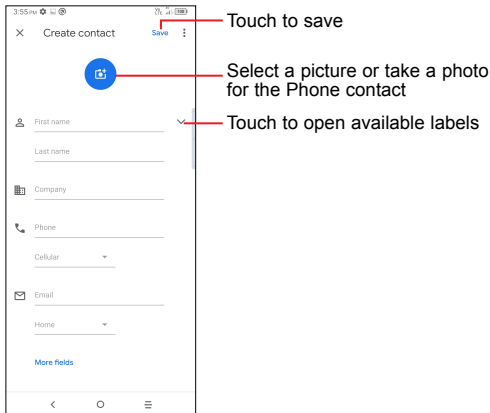 3:55 PM
Create contact
Save
Touch to save
Select a picture or take a photo
for the Phone contact
First name
Touch to open available labels
Last name
Company
Phone
Cellular
Email
Home
More fields